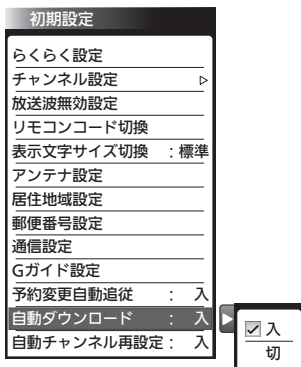 初期設定
らくらく設定
チャンネル設定 ▷
放送波無効設定
リモコンコード切換
表示文字サイズ切換 ：標準
アンテナ設定
居住地域設定
郵便番号設定
通信設定
Gガイド設定
予約変更自動追従 ： 入
自動ダウンロード ： 入
自動チャンネル再設定： 入
入
切